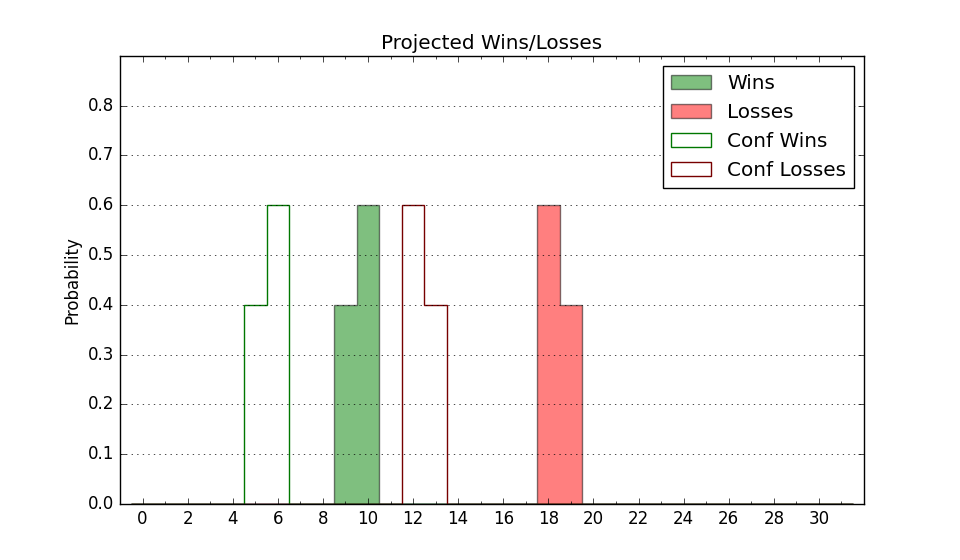 Projected Wins/Losses
Wins
Losses
Conf Wins
Conf Losses
Probability
0.8
0.7
0.6
0.5
0.4
0.3
0.2
0.1
0.0
0 2 4 6 8 10 12 14 16 18 20 22 24 26 28 30